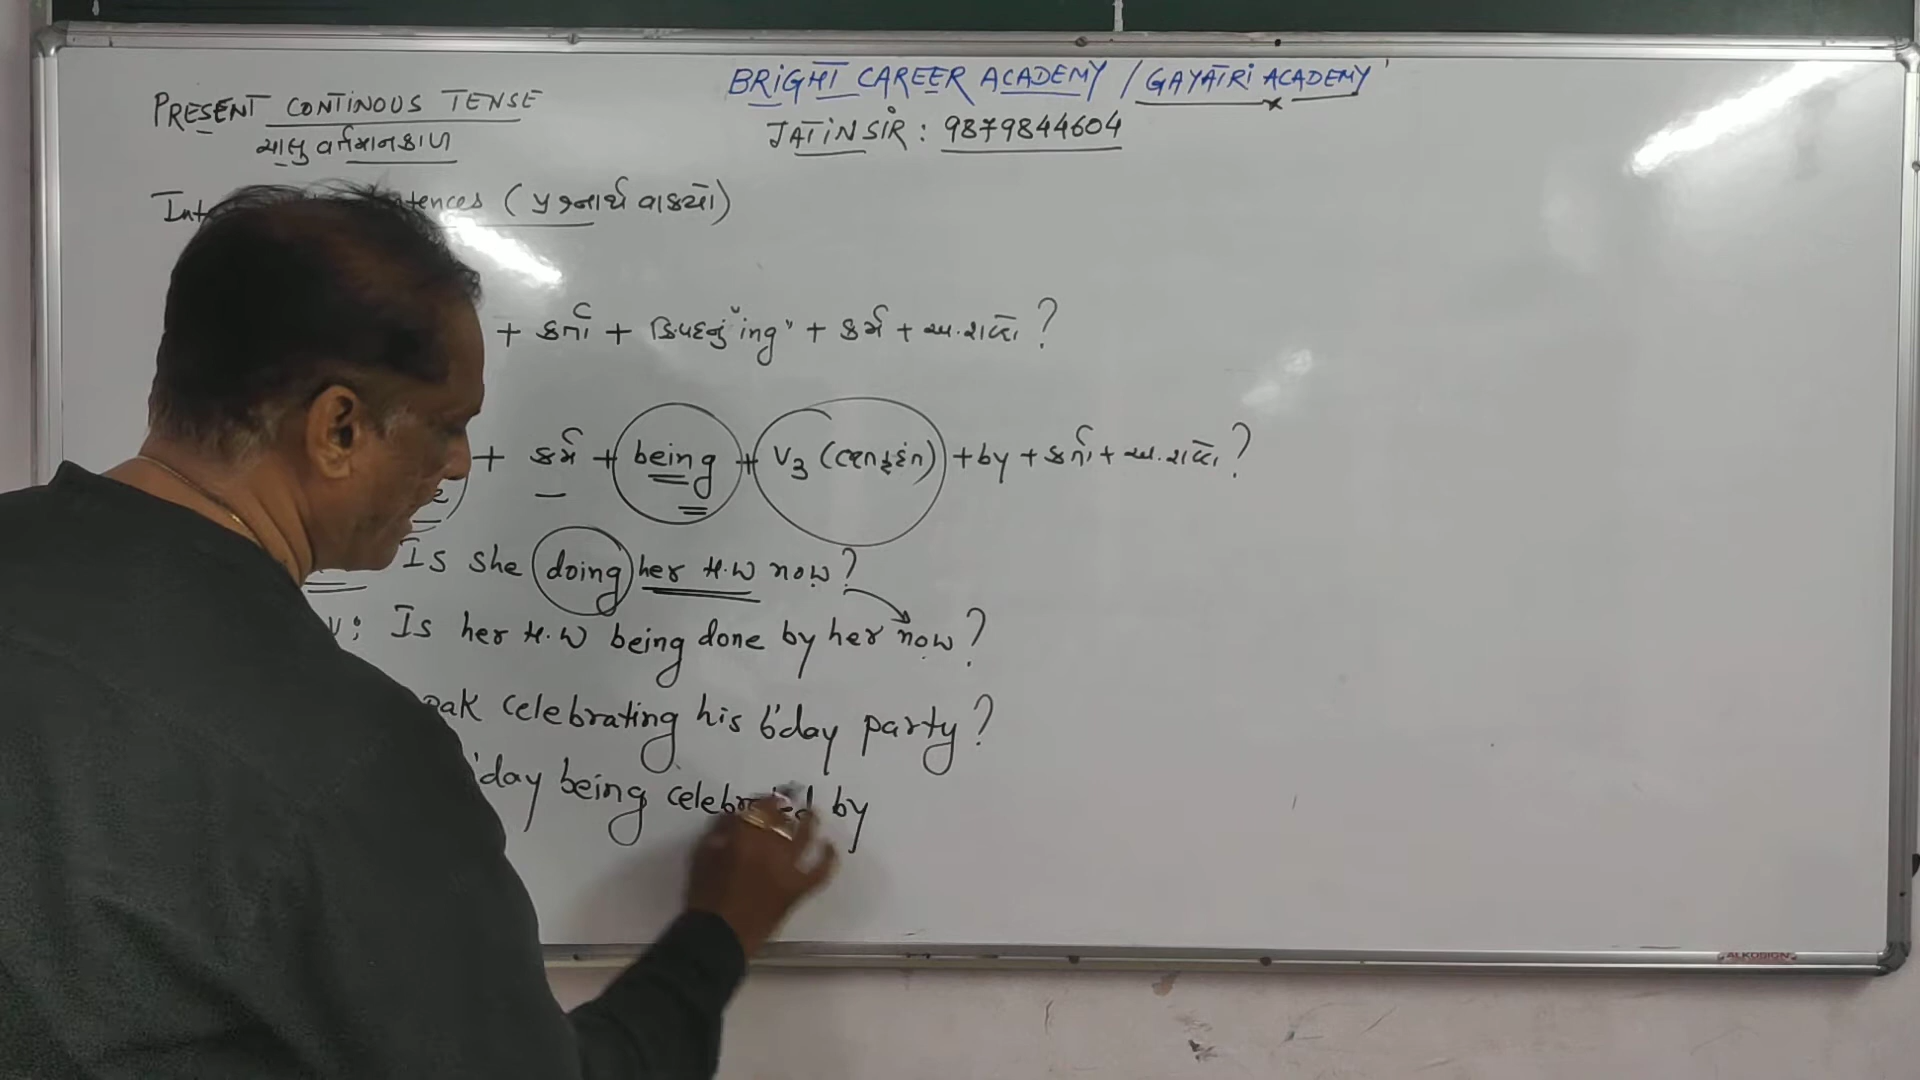 BRIGHT CAREER ACADEMY / GAYATRI ACADEMY
JATIN SIR : 9879844604
PRESENT CONTINOUS TENSE
ચાલુ વર્તમાનકાળ
tences (પ્રશ્નાર્થ વાક્યો)
+ કર્તા + ક્રિપદનું "ing" + કર્મ + અ.શબ્દો ?
+ કર્મ + being + V3 (ભૂતકૃદંત) + by + કર્તા + અ.શબ્દો ?
Is she doing her H.W now?
V: Is her H.W being done by her now?
celebrating his b'day party?
'day being celebrated by
ALKOSIGN